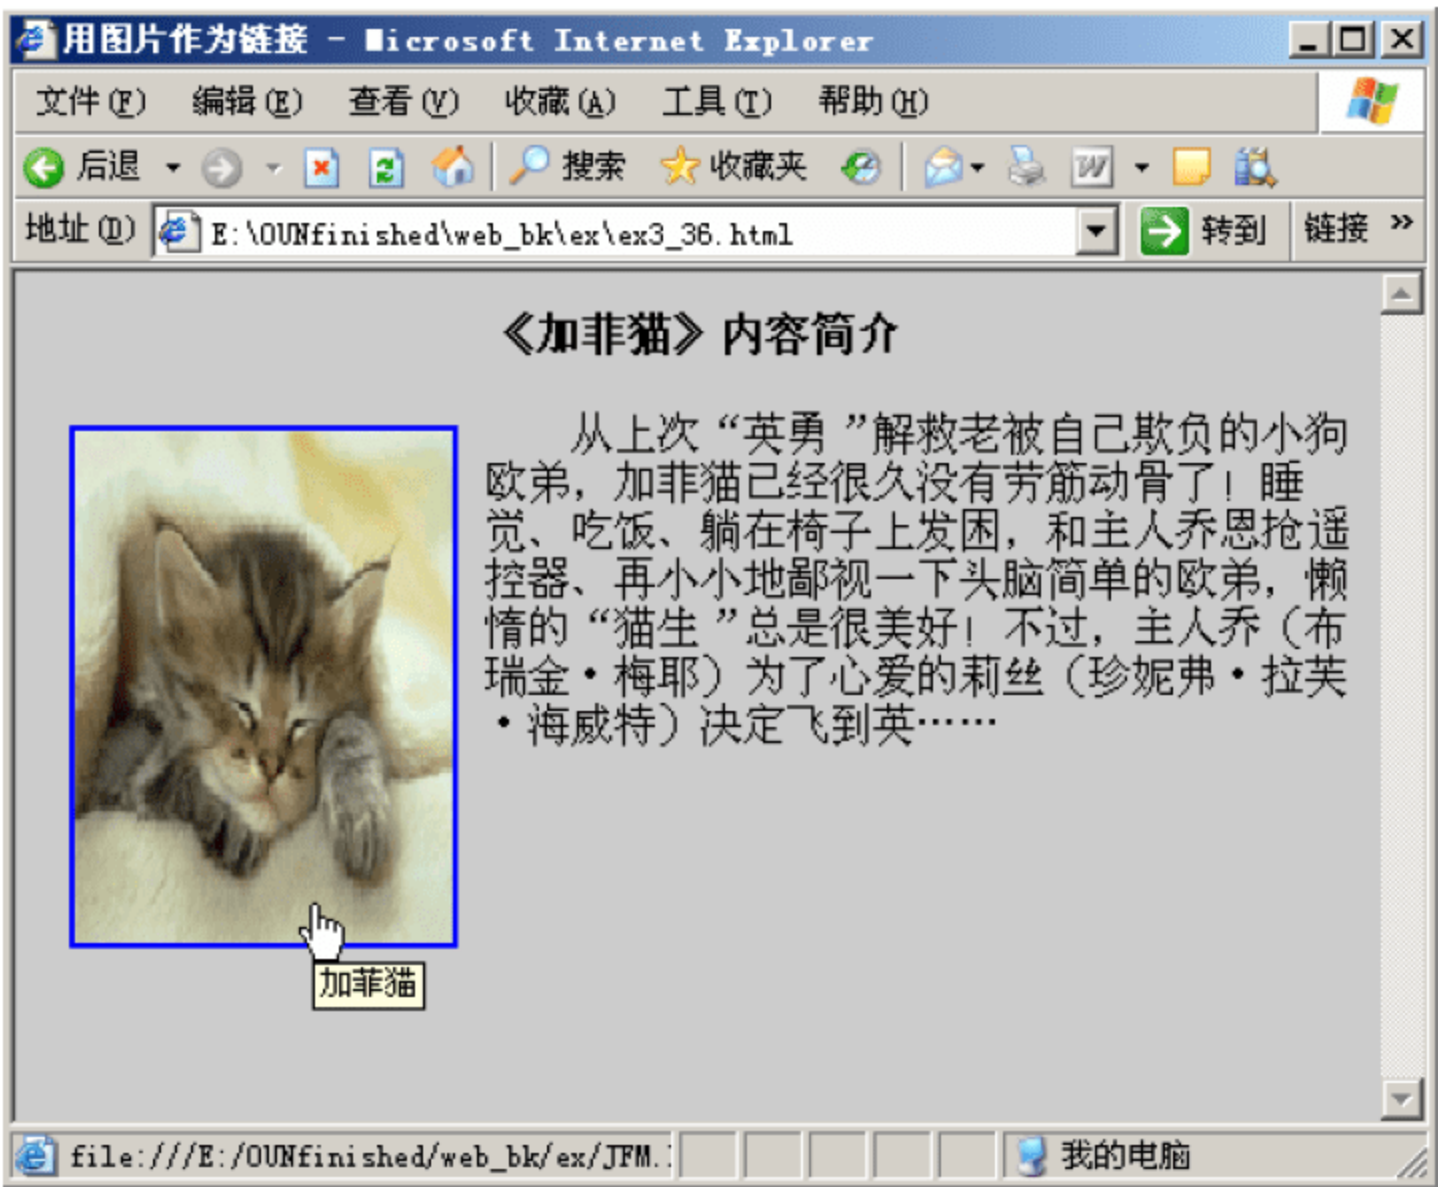 用图片作为链接 - Microsoft Internet Explorer
文件(F) 编辑(E) 查看(V) 收藏(A) 工具(T) 帮助(H)
后退 搜索 收藏夹
地址(D) E:\OUNfinished\web_bk\ex\ex3_36.html 转到 链接 »
《加菲猫》内容简介
从上次“英勇”解救老被自己欺负的小狗
欧弟，加菲猫已经很久没有劳筋动骨了！睡
觉、吃饭、躺在椅子上发困，和主人乔恩抢遥
控器、再小小地鄙视一下头脑简单的欧弟，懒
惰的“猫生”总是很美好！不过，主人乔（布
瑞金·梅耶）为了心爱的莉丝（珍妮弗·拉芙
·海威特）决定飞到英……
加菲猫
file:///E:/OUNfinished/web_bk/ex/JFM. 我的电脑